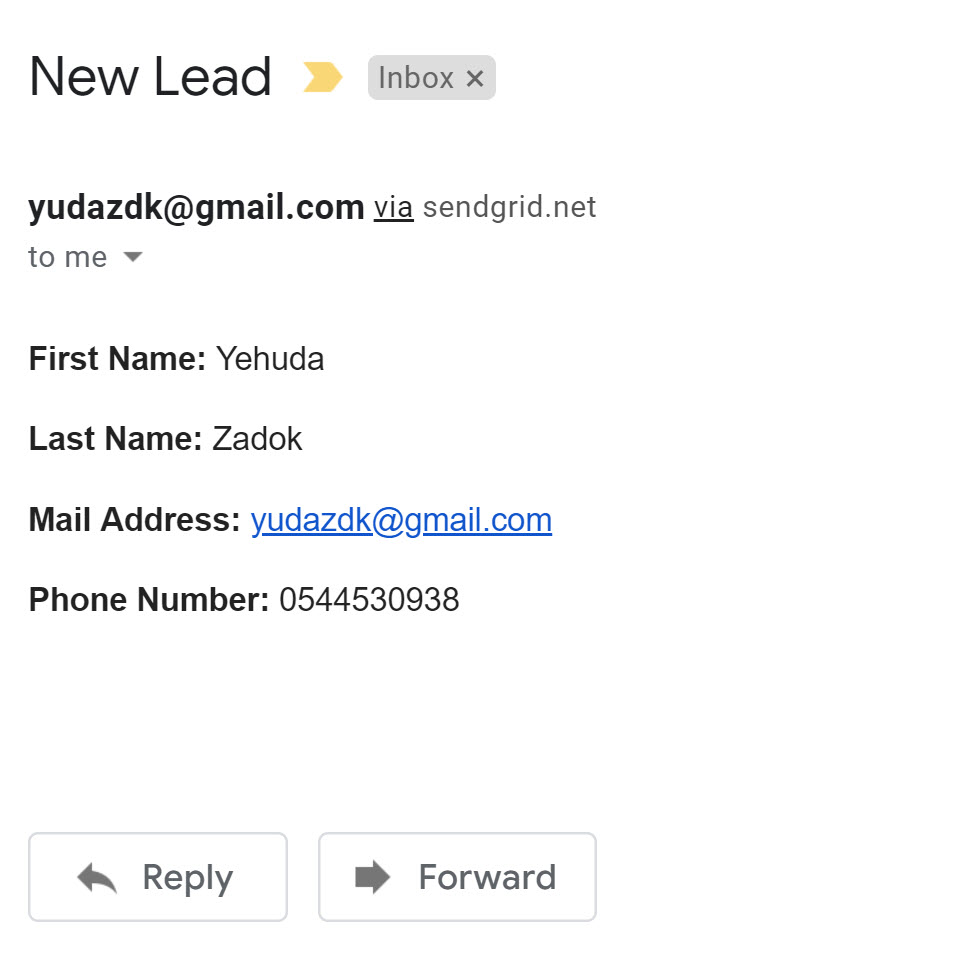 New Lead Inbox ×
yudazdk@gmail.com via sendgrid.net
to me
First Name: Yehuda
Last Name: Zadok
Mail Address: yudazdk@gmail.com
Phone Number: 0544530938
Reply Forward